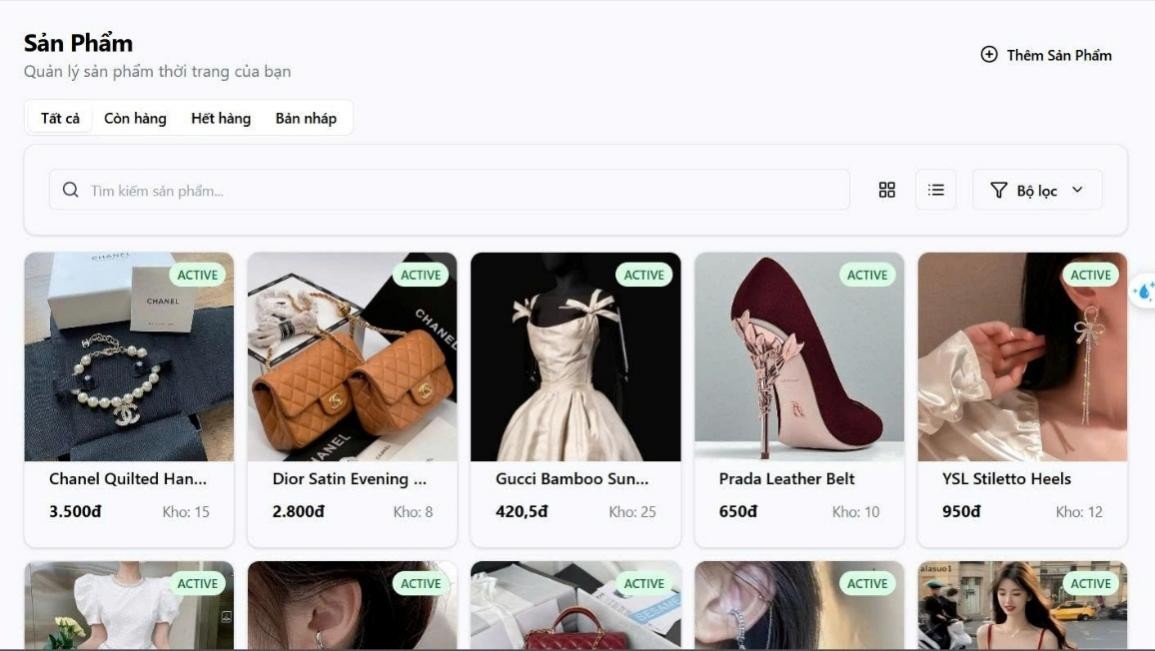 Sản Phẩm
Quản lý sản phẩm thời trang của bạn
Thêm Sản Phẩm
Tất cả
Còn hàng
Hết hàng
Bản nháp
Tìm kiếm sản phẩm...
Bộ lọc
CHANEL
CHANEL
ACTIVE
CHANEL
ACTIVE
ACTIVE
ACTIVE
ACTIVE
Chanel Quilted Han...
3.500đ
Kho: 15
Dior Satin Evening ...
2.800đ
Kho: 8
Gucci Bamboo Sun...
420,5đ
Kho: 25
Prada Leather Belt
650đ
Kho: 10
YSL Stiletto Heels
950đ
Kho: 12
ACTIVE
ACTIVE
SESAME
ACTIVE
ACTIVE
alasuo1
ACTIVE